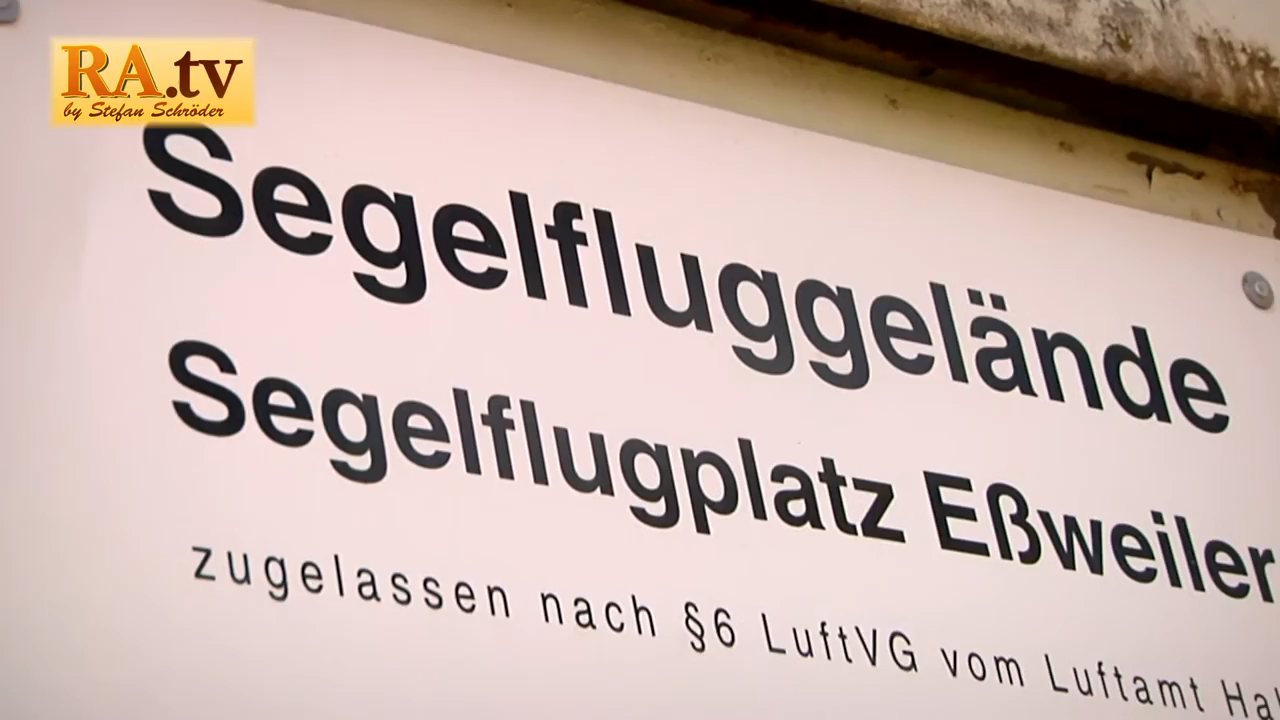 RA.tv
by Stefan Schröder
Segelfluggelände
Segelflugplatz Eßweiler
zugelassen nach §6 LuftVG vom Luftamt